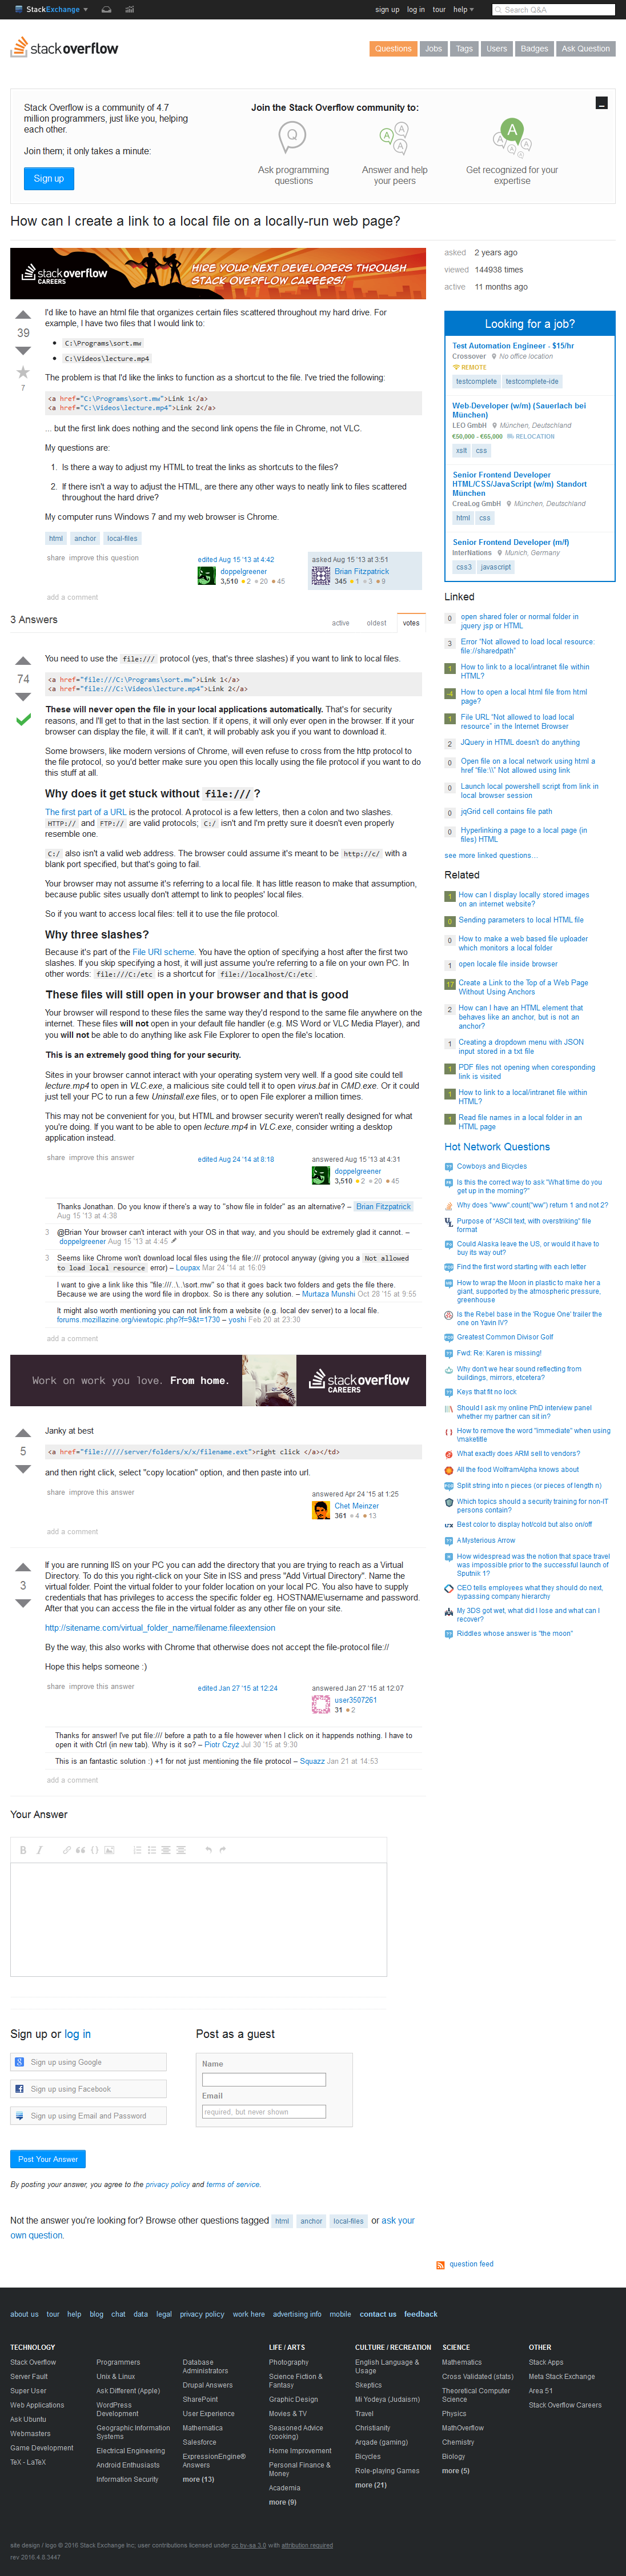 StackExchange
sign up log in tour help
Search Q&A
stackoverflow
Questions Jobs Tags Users Badges Ask Question
Stack Overflow is a community of 4.7
million programmers, just like you, helping
each other.
Join them; it only takes a minute:
Sign up
Join the Stack Overflow community to:
Ask programming
questions
Answer and help
your peers
Get recognized for your
expertise
How can I create a link to a local file on a locally-run web page?
stackoverflow
CAREERS
HIRE YOUR NEXT DEVELOPERS THROUGH
STACK OVERFLOW CAREERS!
39
7
I'd like to have an html file that organizes certain files scattered throughout my hard drive. For
example, I have two files that I would link to:
C:\Programs\sort.mw
C:\Videos\lecture.mp4
The problem is that I'd like the links to function as a shortcut to the file. I've tried the following:
<a href="C:\Programs\sort.mw">Link 1</a>
<a href="C:\Videos\lecture.mp4">Link 2</a>
... but the first link does nothing and the second link opens the file in Chrome, not VLC.
My questions are:
1. Is there a way to adjust my HTML to treat the links as shortcuts to the files?
2. If there isn't a way to adjust the HTML, are there any other ways to neatly link to files scattered
throughout the hard drive?
My computer runs Windows 7 and my web browser is Chrome.
html anchor local-files
share improve this question
edited Aug 15 '13 at 4:42
doppelgreener
3,510 2 20 45
asked Aug 15 '13 at 3:51
Brian Fitzpatrick
345 1 3 9
add a comment
3 Answers
active oldest votes
74
You need to use the file:/// protocol (yes, that's three slashes) if you want to link to local files.
<a href="file:///C:\Programs\sort.mw">Link 1</a>
<a href="file:///C:\Videos\lecture.mp4">Link 2</a>
These will never open the file in your local applications automatically. That's for security
reasons, and I'll get to that in the last section. If it opens, it will only ever open in the browser. If your
browser can display the file, it will. If it can't, it will probably ask you if you want to download it.
Some browsers, like modern versions of Chrome, will even refuse to cross from the http protocol to
the file protocol, so you'd better make sure you open this locally using the file protocol if you want to do
this stuff at all.
Why does it get stuck without file:/// ?
The first part of a URL is the protocol. A protocol is a few letters, then a colon and two slashes.
HTTP:// and FTP:// are valid protocols; C:/ isn't and I'm pretty sure it doesn't even properly
resemble one.
C:/ also isn't a valid web address. The browser could assume it's meant to be http://c/ with a
blank port specified, but that's going to fail.
Your browser may not assume it's referring to a local file. It has little reason to make that assumption,
because public sites usually don't attempt to link to peoples' local files.
So if you want to access local files: tell it to use the file protocol.
Why three slashes?
Because it's part of the File URI scheme. You have the option of specifying a host after the first two
slashes. If you skip specifying a host, it will just assume you're referring to a file on your own PC. In
other words: file:///C:/etc is a shortcut for file://localhost/C:/etc .
These files will still open in your browser and that is good
Your browser will respond to these files the same way they'd respond to the same file anywhere on the
internet. These files will not open in your default file handler (e.g. MS Word or VLC Media Player), and you
will not be able to do anything like ask File Explorer to open the file's location.
This is an extremely good thing for your security.
Sites in your browser cannot interact with your operating system very well. If a good site could tell
lecture.mp4 to open in VLC.exe, a malicious site could tell it to open virus.bat in CMD.exe. Or it could
just tell your PC to run a few Uninstall.exe files, or to open File explorer a million times.
This may not be convenient for you, but HTML and browser security weren't really designed for what
you're doing. If you want to be able to open lecture.mp4 in VLC.exe, consider writing a desktop
application instead.
share improve this answer
edited Aug 24 '14 at 8:18
answered Aug 15 '13 at 4:31
doppelgreener
3,510 2 20 45
Thanks Jonathan. Do you know if there's a way to "show file in folder" as an alternative? – Brian Fitzpatrick
Aug 15 '13 at 4:38
3 @Brian Your browser can't interact with your OS in that way, and you should be extremely glad it cannot. –
doppelgreener Aug 15 '13 at 4:45
3 Seems like Chrome won't download local files using the file:/// protocol anyway (giving you a Not allowed
to load local resource error) – Loupax Mar 24 '14 at 16:09
I want to give a link like this "file:///..\..\sort.mw" so that it goes back two folders and gets the file there.
Because we are using the word file in dropbox. So is there any solution. – Murtaza Munshi Oct 28 '15 at 9:55
It might also worth mentioning you can not link from a website (e.g. local dev server) to a local file.
forums.mozillazine.org/viewtopic.php?f=9&t=1730 – yoshi Feb 20 at 23:30
add a comment
Work on work you love. From home.
stackoverflow
CAREERS
5
Janky at best
<a href="file://///server/folders/x/x/filename.ext">right click </a></td>
and then right click, select "copy location" option, and then paste into url.
share improve this answer
answered Apr 24 '15 at 1:25
Chet Meinzer
361 4 13
add a comment
3
If you are running IIS on your PC you can add the directory that you are trying to reach as a Virtual
Directory. To do this you right-click on your Site in ISS and press "Add Virtual Directory". Name the
virtual folder. Point the virtual folder to your folder location on your local PC. You also have to supply
credentials that has privileges to access the specific folder eg. HOSTNAME\username and password.
After that you can access the file in the virtual folder as any other file on your site.
http://sitename.com/virtual_folder_name/filename.fileextension
By the way, this also works with Chrome that otherwise does not accept the file-protocol file://
Hope this helps someone :)
share improve this answer
edited Jan 27 '15 at 12:24
answered Jan 27 '15 at 12:07
user3507261
31 2
Thanks for answer! I've put file:/// before a path to a file however when I click on it happends nothing. I have to
open it with Ctrl (in new tab). Why is it so? – Piotr Czyż Jul 30 '15 at 9:30
This is an fantastic solution :) +1 for not just mentioning the file protocol – Squazz Jan 21 at 14:53
add a comment
Your Answer
Sign up or log in
Sign up using Google
Sign up using Facebook
Sign up using Email and Password
Post as a guest
Name
Email
required, but never shown
Post Your Answer
By posting your answer, you agree to the privacy policy and terms of service.
Not the answer you're looking for? Browse other questions tagged html anchor local-files or ask your
own question.
asked 2 years ago
viewed 144938 times
active 11 months ago
Looking for a job?
Test Automation Engineer - $15/hr
Crossover No office location
REMOTE
testcomplete testcomplete-ide
Web-Developer (w/m) (Sauerlach bei
München)
LEO GmbH München, Deutschland
€50,000 - €65,000 RELOCATION
xslt css
Senior Frontend Developer
HTML/CSS/JavaScript (w/m) Standort
München
CreaLog GmbH München, Deutschland
html css
Senior Frontend Developer (m/f)
InterNations Munich, Germany
css3 javascript
Linked
0 open shared foler or normal folder in
jquery jsp or HTML
3 Error "Not allowed to load local resource:
file://sharedpath"
1 How to link to a local/intranet file within
HTML?
-4 How to open a local html file from html
page?
1 File URL "Not allowed to load local
resource" in the Internet Browser
2 JQuery in HTML doesn't do anything
0 Open file on a local network using html a
href "file:\\" Not allowed using link
0 Launch local powershell script from link in
local browser session
0 jqGrid cell contains file path
0 Hyperlinking a page to a local page (in
files) HTML
see more linked questions…
Related
1 How can I display locally stored images
on an internet website?
0 Sending parameters to local HTML file
0 How to make a web based file uploader
which monitors a local folder
1 open locale file inside browser
17 Create a Link to the Top of a Web Page
Without Using Anchors
2 How can I have an HTML element that
behaves like an anchor, but is not an
anchor?
1 Creating a dropdown menu with JSON
input stored in a txt file
1 PDF files not opening when coresponding
link is visited
1 How to link to a local/intranet file within
HTML?
1 Read file names in a local folder in an
HTML page
Hot Network Questions
Cowboys and Bicycles
Is this the correct way to ask "What time do you
get up in the morning?"
Why does "www".count("ww") return 1 and not 2?
Purpose of "ASCII text, with overstriking" file
format
Could Alaska leave the US, or would it have to
buy its way out?
Find the first word starting with each letter
How to wrap the Moon in plastic to make her a
giant, supported by the atmospheric pressure,
greenhouse
Is the Rebel base in the 'Rogue One' trailer the
one on Yavin IV?
Greatest Common Divisor Golf
Fwd: Re: Karen is missing!
Why don't we hear sound reflecting from
buildings, mirrors, etcetera?
Keys that fit no lock
Should I ask my online PhD interview panel
whether my partner can sit in?
How to remove the word "Immediate" when using
\maketitle
What exactly does ARM sell to vendors?
All the food WolframAlpha knows about
Split string into n pieces (or pieces of length n)
Which topics should a security training for non-IT
persons contain?
Best color to display hot/cold but also on/off
A Mysterious Arrow
How widespread was the notion that space travel
was impossible prior to the successful launch of
Sputnik 1?
CEO tells employees what they should do next,
bypassing company hierarchy
My 3DS got wet, what did I lose and what can I
recover?
Riddles whose answer is "the moon"
question feed
about us tour help blog chat data legal privacy policy work here advertising info mobile contact us feedback
TECHNOLOGY
Stack Overflow
Server Fault
Super User
Web Applications
Ask Ubuntu
Webmasters
Game Development
TeX - LaTeX
Programmers
Unix & Linux
Ask Different (Apple)
WordPress
Development
Geographic Information
Systems
Electrical Engineering
Android Enthusiasts
Information Security
Database
Administrators
Drupal Answers
SharePoint
User Experience
Mathematica
Salesforce
ExpressionEngine®
Answers
more (13)
LIFE / ARTS
Photography
Science Fiction &
Fantasy
Graphic Design
Movies & TV
Seasoned Advice
(cooking)
Home Improvement
Personal Finance &
Money
Academia
more (9)
CULTURE / RECREATION
English Language &
Usage
Skeptics
Mi Yodeya (Judaism)
Travel
Christianity
Arqade (gaming)
Bicycles
Role-playing Games
more (21)
SCIENCE
Mathematics
Cross Validated (stats)
Theoretical Computer
Science
Physics
MathOverflow
Chemistry
Biology
more (5)
OTHER
Stack Apps
Meta Stack Exchange
Area 51
Stack Overflow Careers
site design / logo © 2016 Stack Exchange Inc; user contributions licensed under cc by-sa 3.0 with attribution required
rev 2016.4.8.3447